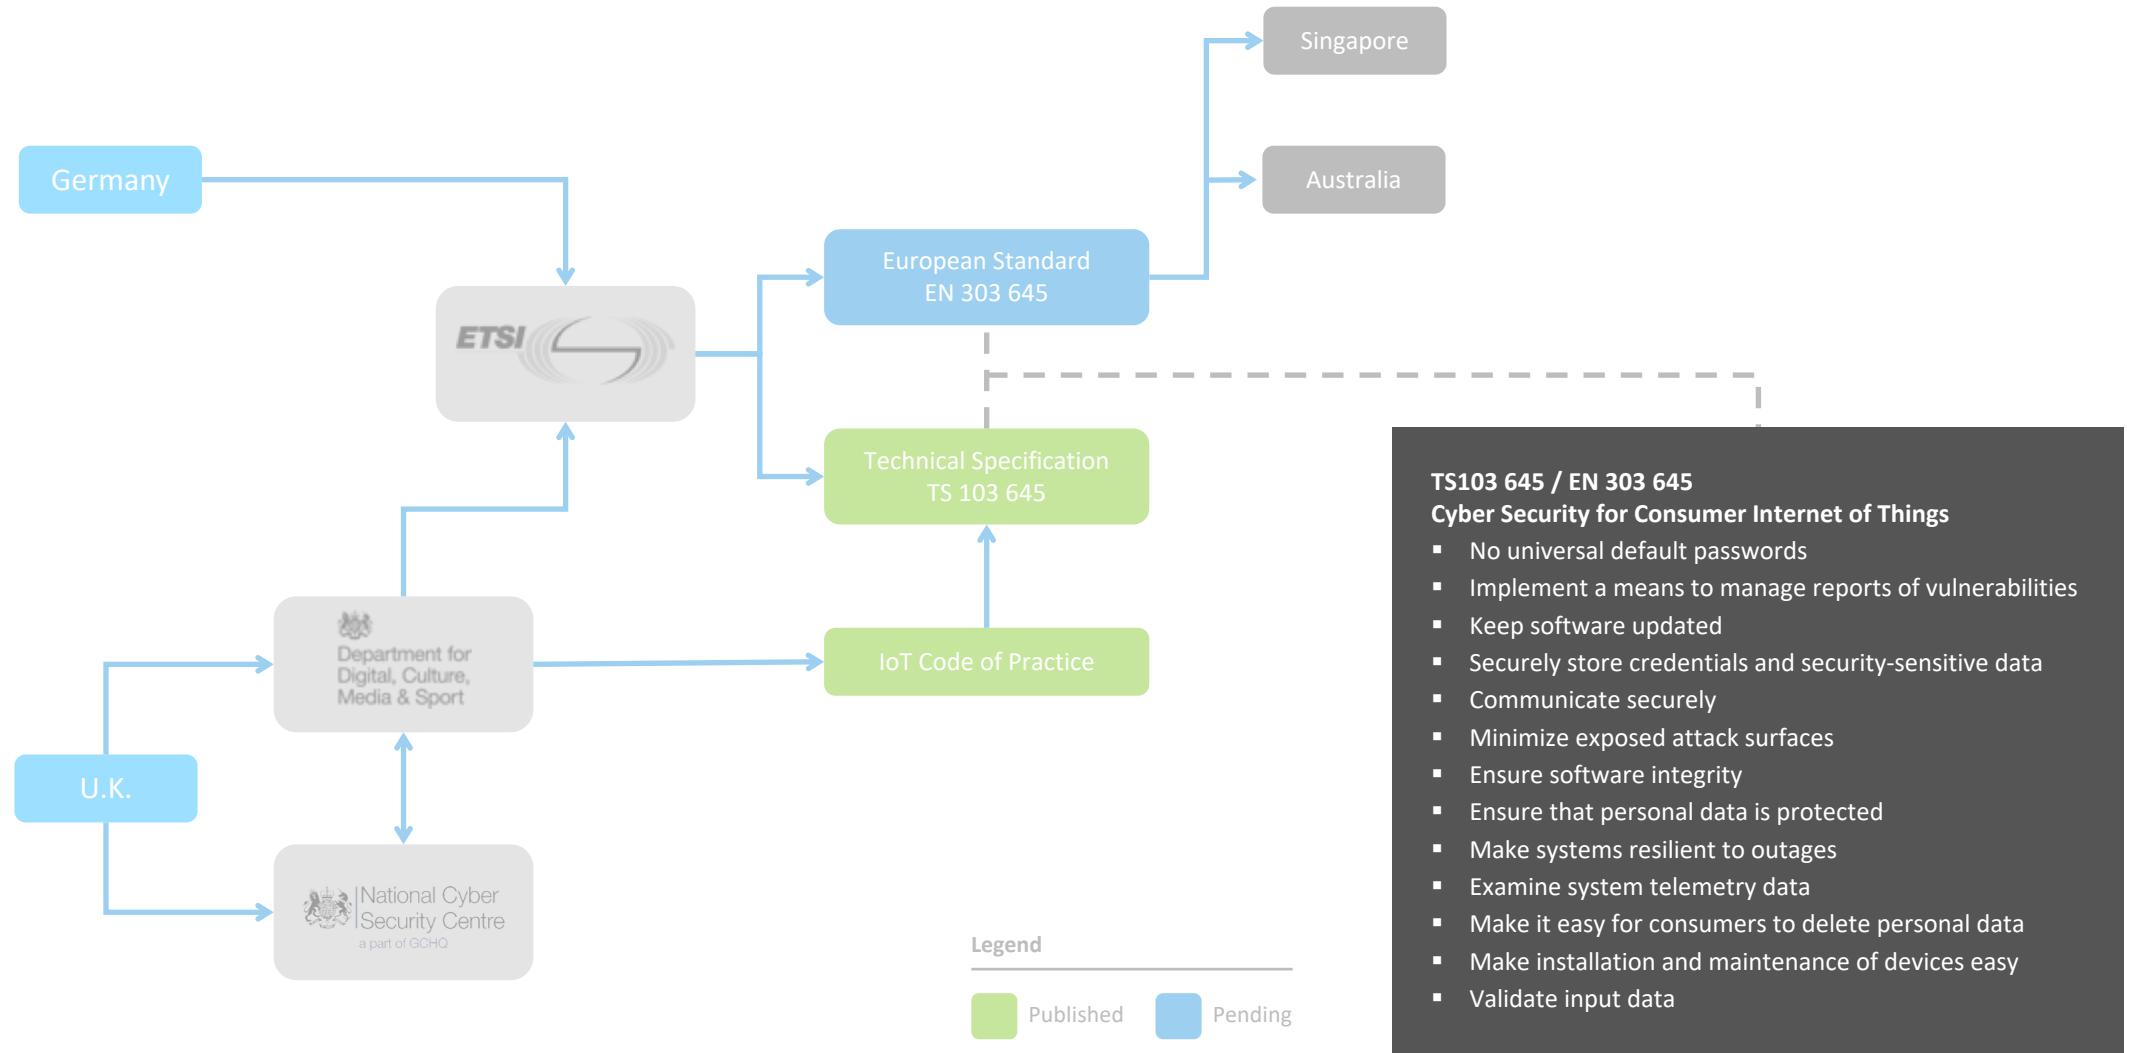 Singapore
Germany
Australia
European Standard
EN 303 645
ETSI
Technical Specification
TS 103 645
TS103 645 / EN 303 645
Cyber Security for Consumer Internet of Things
▪ No universal default passwords
▪ Implement a means to manage reports of vulnerabilities
▪ Keep software updated
▪ Securely store credentials and security-sensitive data
▪ Communicate securely
▪ Minimize exposed attack surfaces
▪ Ensure software integrity
▪ Ensure that personal data is protected
▪ Make systems resilient to outages
▪ Examine system telemetry data
▪ Make it easy for consumers to delete personal data
▪ Make installation and maintenance of devices easy
▪ Validate input data
Department for
Digital, Culture,
Media & Sport
IoT Code of Practice
U.K.
National Cyber
Security Centre
a part of GCHQ
Legend
Published
Pending